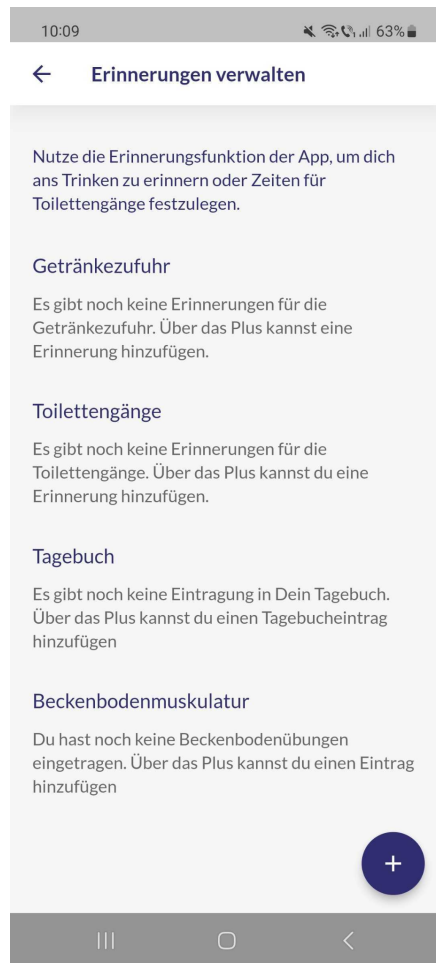 10:09 63%
Erinnerungen verwalten
Nutze die Erinnerungsfunktion der App, um dich
ans Trinken zu erinnern oder Zeiten für
Toilettengänge festzulegen.
Getränkezufuhr
Es gibt noch keine Erinnerungen für die
Getränkezufuhr. Über das Plus kannst eine
Erinnerung hinzufügen.
Toilettengänge
Es gibt noch keine Erinnerungen für die
Toilettengänge. Über das Plus kannst du eine
Erinnerung hinzufügen.
Tagebuch
Es gibt noch keine Eintragung in Dein Tagebuch.
Über das Plus kannst du einen Tagebucheintrag
hinzufügen
Beckenbodenmuskulatur
Du hast noch keine Beckenbodenübungen
eingetragen. Über das Plus kannst du einen Eintrag
hinzufügen
+